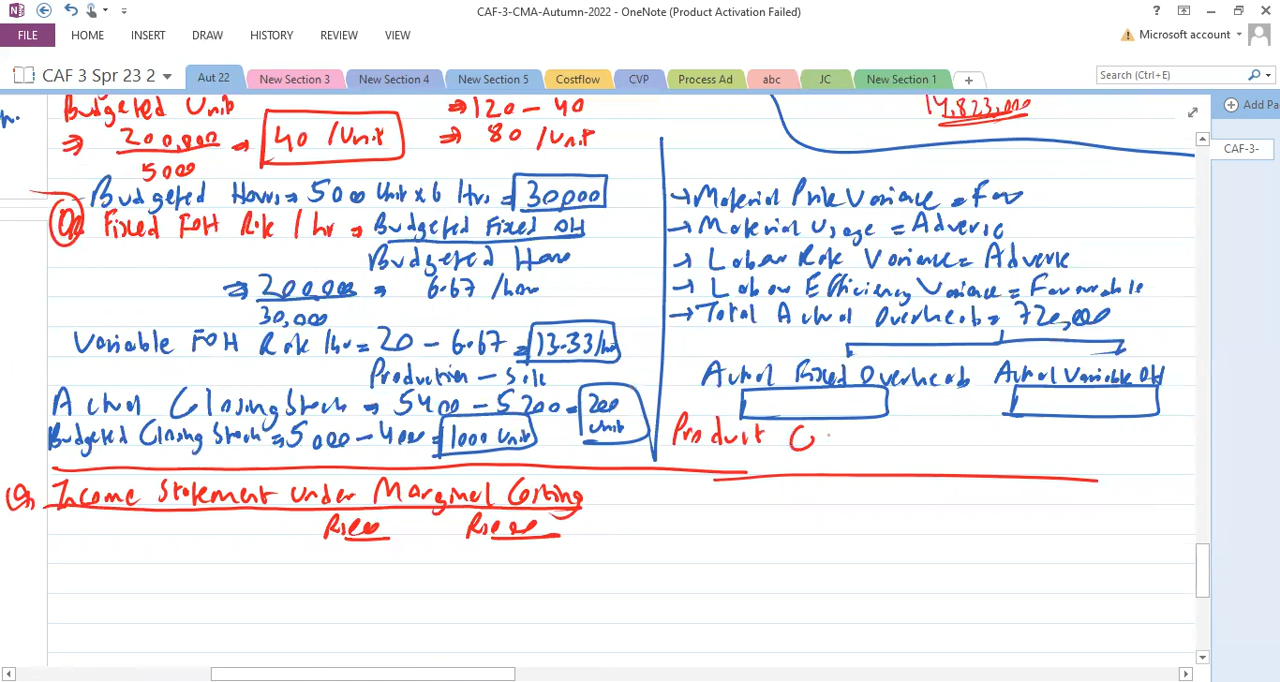 CAF-3-CMA-Autumn-2022 - OneNote (Product Activation Failed)
FILE HOME INSERT DRAW HISTORY REVIEW VIEW
Microsoft account
CAF 3 Spr 23 2 Aut 22 New Section 3 New Section 4 New Section 5 Costflow CVP Process Ad abc JC New Section 1 +
Search (Ctrl+E)
Add Pa
CAF-3-
Budgeted Unit
⇒ 200,000 ⇒ 40 /Unit
5000
⇒ 120 - 40
⇒ 80 /Unit
14,823,000
Budgeted Hours = 5000 Unit x 6 Hrs = 30,000
Fixed FOH Rate / hr ⇒ Budgeted Fixed OH
Budgeted Hour
⇒ 200,000 = 6.67 /hour
30,000
Variable FOH Rate /hr = 20 - 6.67 = 13.33/hr
Production - Sale
Actual Closing Stock ⇒ 5400 - 5200 = 200 Unit
Budgeted Closing Stock = 5000 - 4000 = 1000 Unit
→ Material Price Variance = Fav
→ Material Usage = Adverse
→ Labour Rate Variance = Adverse
→ Labour Efficiency Variance = Favourable
→ Total Actual Overheads = 720,000
Actual Fixed Overheads Actual Variable OH
Product C
Income Statement under Marginal Costing